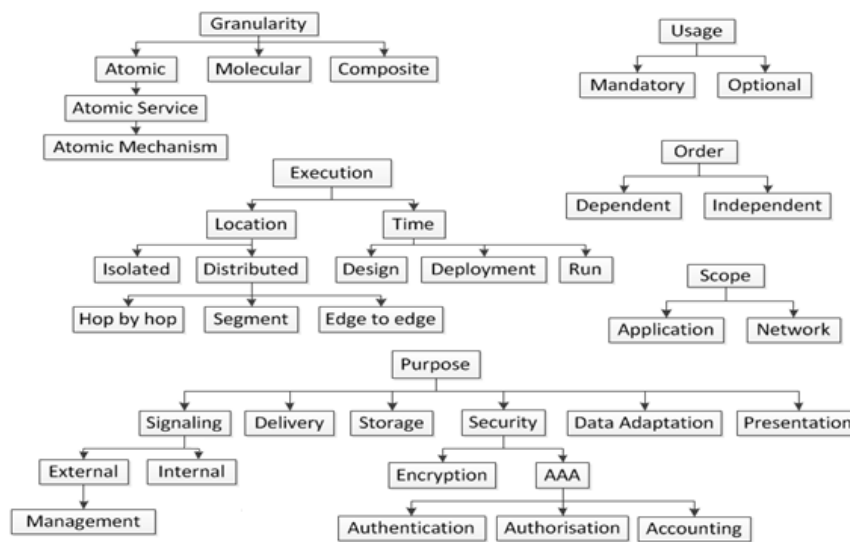 Granularity
Atomic Molecular Composite
Atomic Service
Atomic Mechanism
Usage
Mandatory Optional
Order
Dependent Independent
Execution
Location Time
Isolated Distributed Design Deployment Run
Hop by hop Segment Edge to edge
Scope
Application Network
Purpose
Signaling Delivery Storage Security Data Adaptation Presentation
External Internal Encryption AAA
Management Authentication Authorisation Accounting